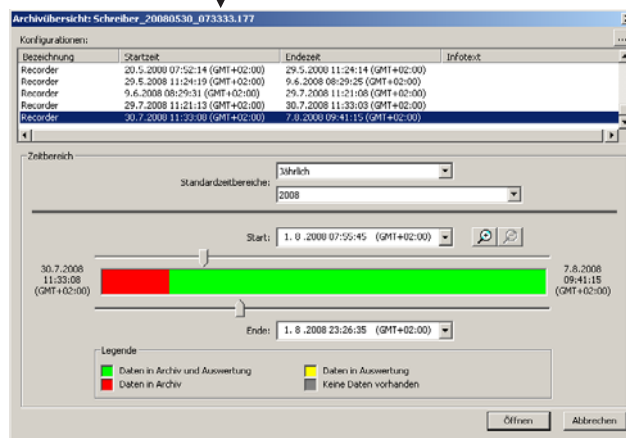 Archivübersicht: Schreiber_20080530_073333.177
Konfigurationen:
...
Bezeichnung Startzeit Endezeit Infotext
Recorder 20.5.2008 07:52:14 (GMT+02:00) 29.5.2008 11:24:14 (GMT+02:00)
Recorder 29.5.2008 11:24:19 (GMT+02:00) 9.6.2008 08:29:25 (GMT+02:00)
Recorder 9.6.2008 08:29:31 (GMT+02:00) 29.7.2008 11:21:08 (GMT+02:00)
Recorder 29.7.2008 11:21:13 (GMT+02:00) 30.7.2008 11:33:03 (GMT+02:00)
Recorder 30.7.2008 11:33:08 (GMT+02:00) 7.8.2008 09:41:15 (GMT+02:00)
Zeitbereich
Standardzeitbereiche: Jährlich
2008
Start: 1. 8 .2008 07:55:45 (GMT+02:00)
30.7.2008 7.8.2008
11:33:08 09:41:15
(GMT+02:00) (GMT+02:00)
Ende: 1. 8 .2008 23:26:35 (GMT+02:00)
Legende
Daten in Archiv und Auswertung Daten in Auswertung
Daten in Archiv Keine Daten vorhanden
Öffnen Abbrechen